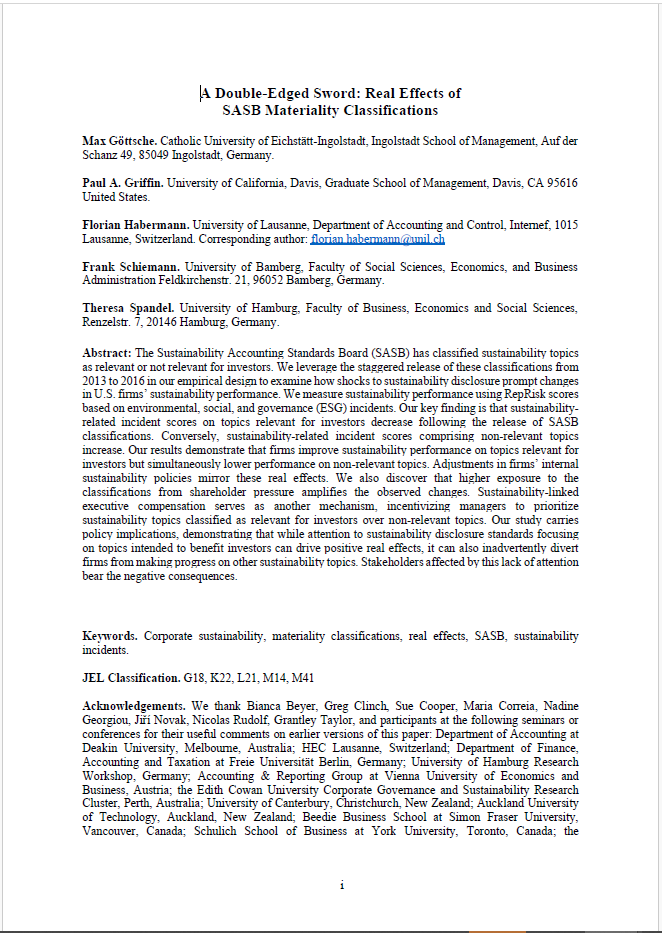 A Double-Edged Sword: Real Effects of
SASB Materiality Classifications
Max Göttsche. Catholic University of Eichstätt-Ingolstadt, Ingolstadt School of Management, Auf der
Schanz 49, 85049 Ingolstadt, Germany.
Paul A. Griffin. University of California, Davis, Graduate School of Management, Davis, CA 95616
United States.
Florian Habermann. University of Lausanne, Department of Accounting and Control, Internef, 1015
Lausanne, Switzerland. Corresponding author: florian.habermann@unil.ch
Frank Schiemann. University of Bamberg, Faculty of Social Sciences, Economics, and Business
Administration Feldkirchenstr. 21, 96052 Bamberg, Germany.
Theresa Spandel. University of Hamburg, Faculty of Business, Economics and Social Sciences,
Renzelstr. 7, 20146 Hamburg, Germany.
Abstract: The Sustainability Accounting Standards Board (SASB) has classified sustainability topics
as relevant or not relevant for investors. We leverage the staggered release of these classifications from
2013 to 2016 in our empirical design to examine how shocks to sustainability disclosure prompt changes
in U.S. firms' sustainability performance. We measure sustainability performance using RepRisk scores
based on environmental, social, and governance (ESG) incidents. Our key finding is that sustainability-
related incident scores on topics relevant for investors decrease following the release of SASB
classifications. Conversely, sustainability-related incident scores comprising non-relevant topics
increase. Our results demonstrate that firms improve sustainability performance on topics relevant for
investors but simultaneously lower performance on non-relevant topics. Adjustments in firms' internal
sustainability policies mirror these real effects. We also discover that higher exposure to the
classifications from shareholder pressure amplifies the observed changes. Sustainability-linked
executive compensation serves as another mechanism, incentivizing managers to prioritize
sustainability topics classified as relevant for investors over non-relevant topics. Our study carries
policy implications, demonstrating that while attention to sustainability disclosure standards focusing
on topics intended to benefit investors can drive positive real effects, it can also inadvertently divert
firms from making progress on other sustainability topics. Stakeholders affected by this lack of attention
bear the negative consequences.
Keywords. Corporate sustainability, materiality classifications, real effects, SASB, sustainability
incidents.
JEL Classification. G18, K22, L21, M14, M41
Acknowledgements. We thank Bianca Beyer, Greg Clinch, Sue Cooper, Maria Correia, Nadine
Georgiou, Jiří Novak, Nicolas Rudolf, Grantley Taylor, and participants at the following seminars or
conferences for their useful comments on earlier versions of this paper: Department of Accounting at
Deakin University, Melbourne, Australia; HEC Lausanne, Switzerland; Department of Finance,
Accounting and Taxation at Freie Universität Berlin, Germany; University of Hamburg Research
Workshop, Germany; Accounting & Reporting Group at Vienna University of Economics and
Business, Austria; the Edith Cowan University Corporate Governance and Sustainability Research
Cluster, Perth, Australia; University of Canterbury, Christchurch, New Zealand; Auckland University
of Technology, Auckland, New Zealand; Beedie Business School at Simon Fraser University,
Vancouver, Canada; Schulich School of Business at York University, Toronto, Canada; the
i